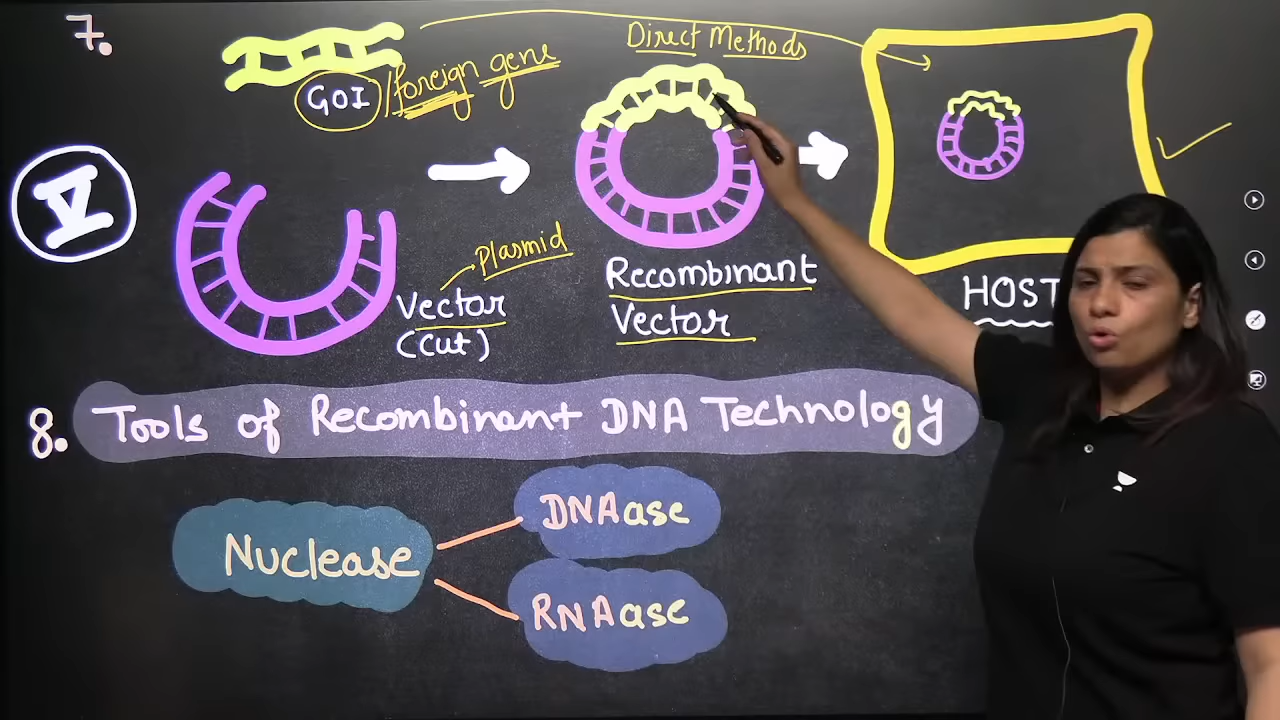 7.
GOI /foreign gene
Direct Methods
V
Plasmid
Vector
(Cut)
Recombinant
Vector
HOST
8. Tools of Recombinant DNA Technology
Nuclease
DNAase
RNAase